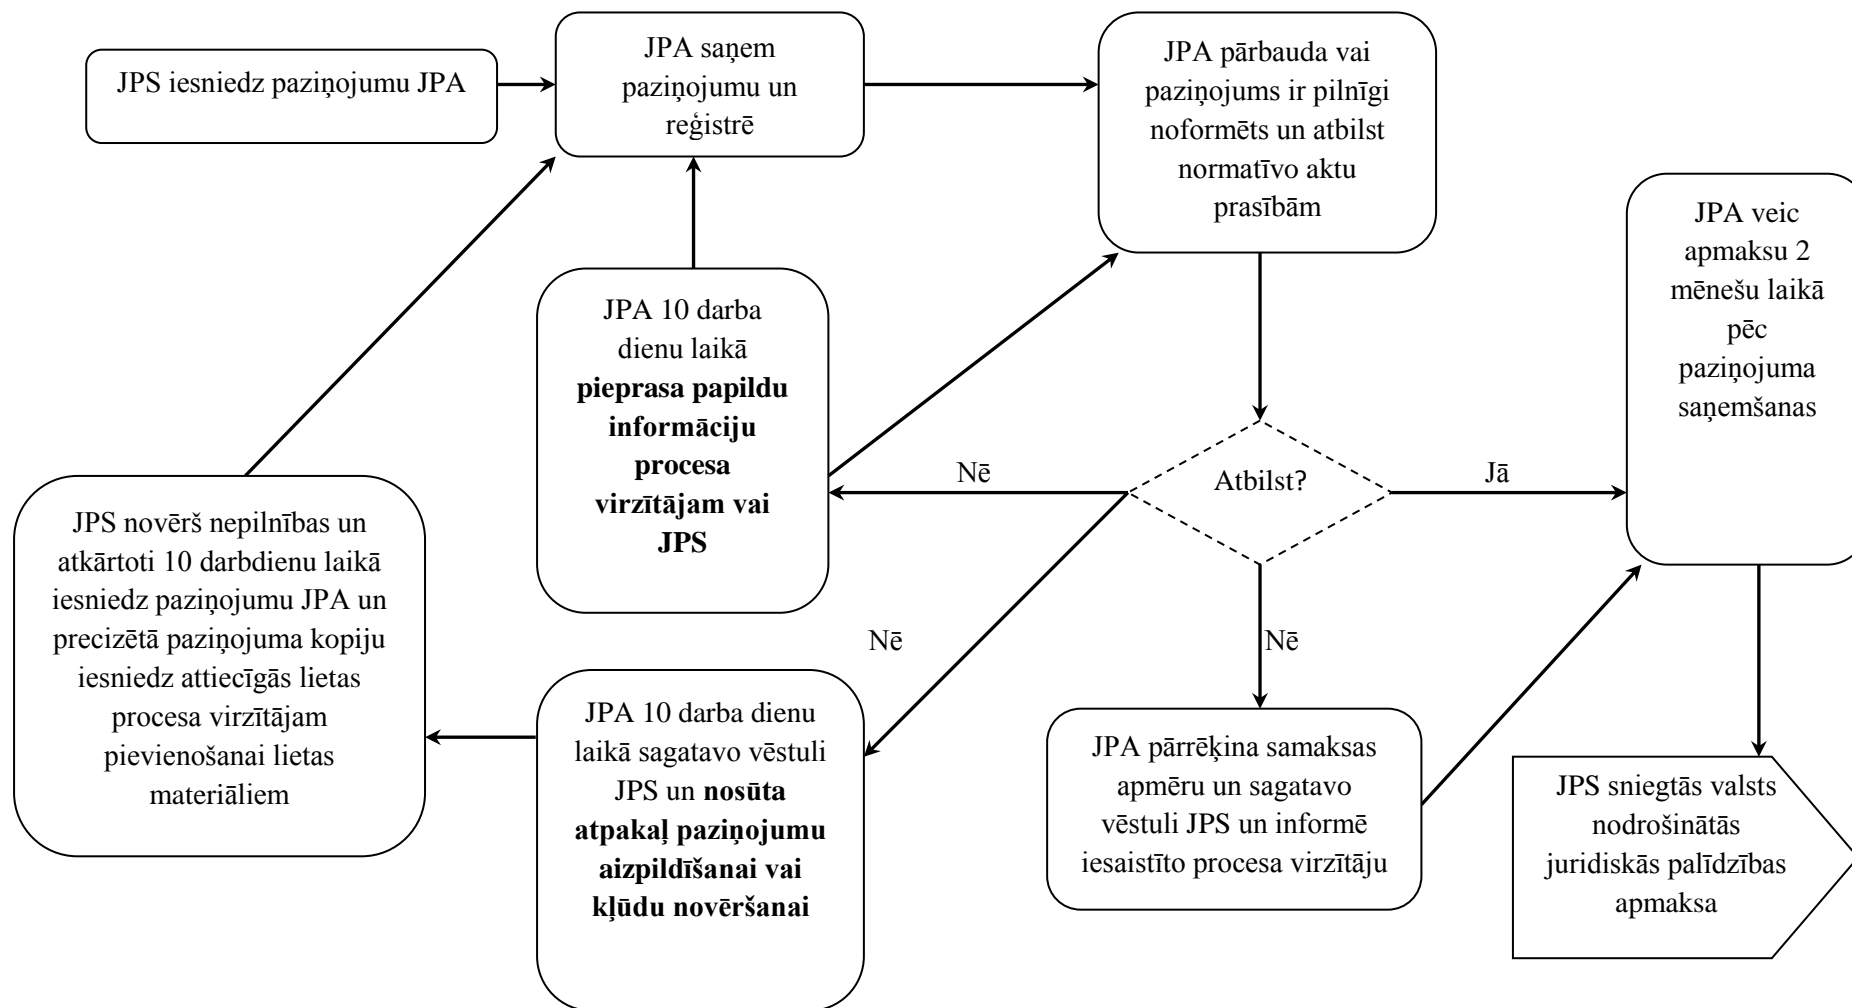 JPS iesniedz paziņojumu JPA
JPA saņem
paziņojumu un
reģistrē
JPA pārbauda vai
paziņojums ir pilnīgi
noformēts un atbilst
normatīvo aktu
prasībām
JPA veic
apmaksu 2
mēnešu laikā
pēc
paziņojuma
saņemšanas
JPA 10 darba
dienu laikā
pieprasa papildu
informāciju
procesa
virzītājam vai
JPS
Nē
Atbilst?
Jā
JPS novērš nepilnības un
atkārtoti 10 darbdienu laikā
iesniedz paziņojumu JPA un
precizētā paziņojuma kopiju
iesniedz attiecīgās lietas
procesa virzītājam
pievienošanai lietas
materiāliem
Nē
Nē
JPA 10 darba dienu
laikā sagatavo vēstuli
JPS un nosūta
atpakaļ paziņojumu
aizpildīšanai vai
kļūdu novēršanai
JPA pārrēķina samaksas
apmēru un sagatavo
vēstuli JPS un informē
iesaistīto procesa virzītāju
JPS sniegtās valsts
nodrošinātās
juridiskās palīdzības
apmaksa